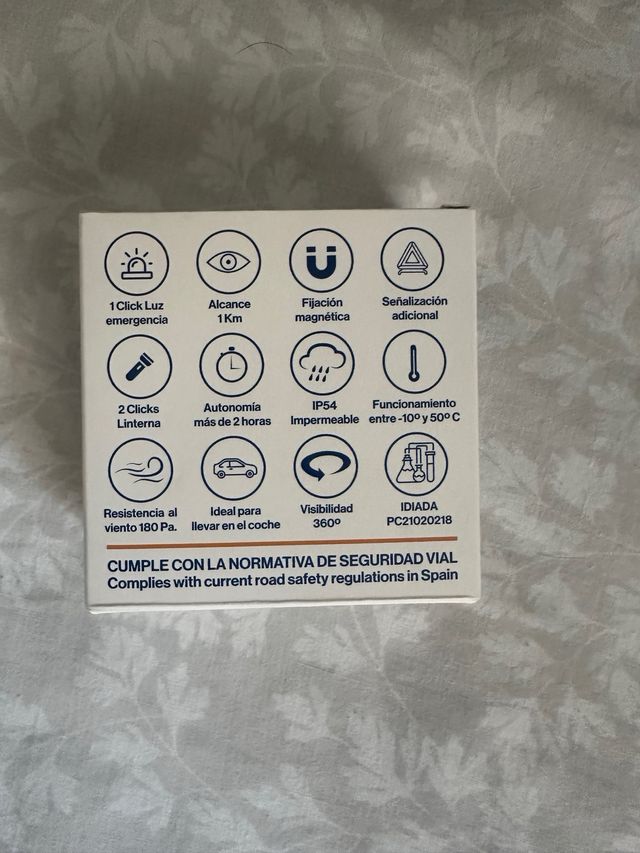 1 Click Luz
emergencia
Alcance
1 Km
Fijación
magnética
Señalización
adicional
2 Clicks
Linterna
Autonomía
más de 2 horas
IP54
Impermeable
Funcionamiento
entre -10º y 50º C
Resistencia al
viento 180 Pa.
Ideal para
llevar en el coche
Visibilidad
360º
IDIADA
PC21020218
CUMPLE CON LA NORMATIVA DE SEGURIDAD VIAL
Complies with current road safety regulations in Spain